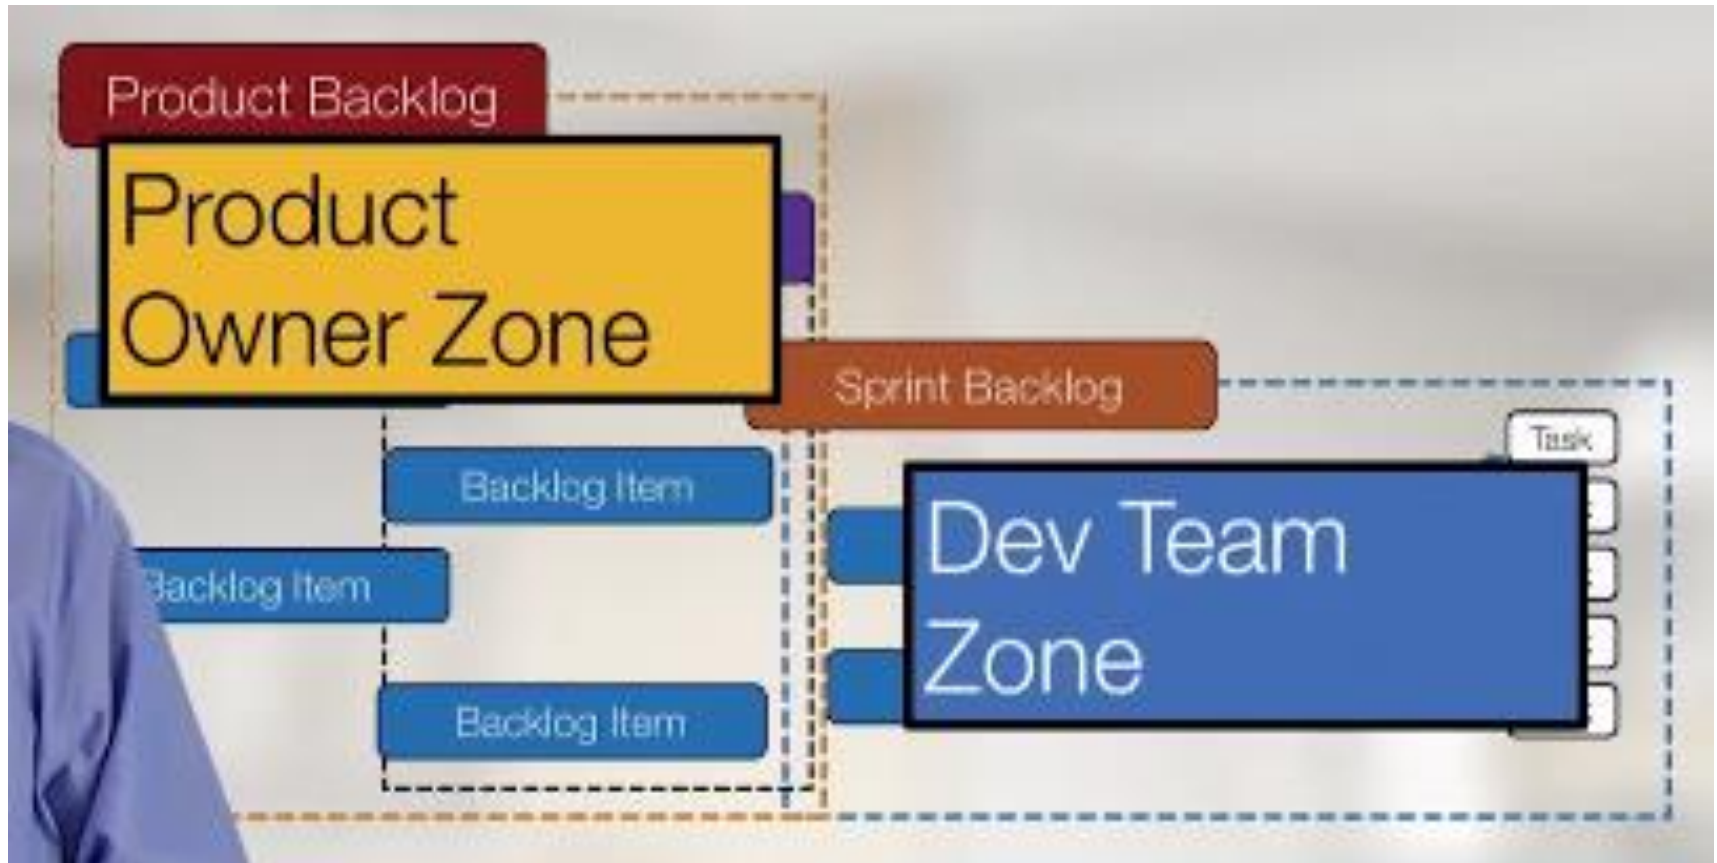 Product Backlog
Product
Owner Zone
Sprint Backlog
Task
Backlog Item
Dev Team
Zone
Backlog Item
Backlog Item